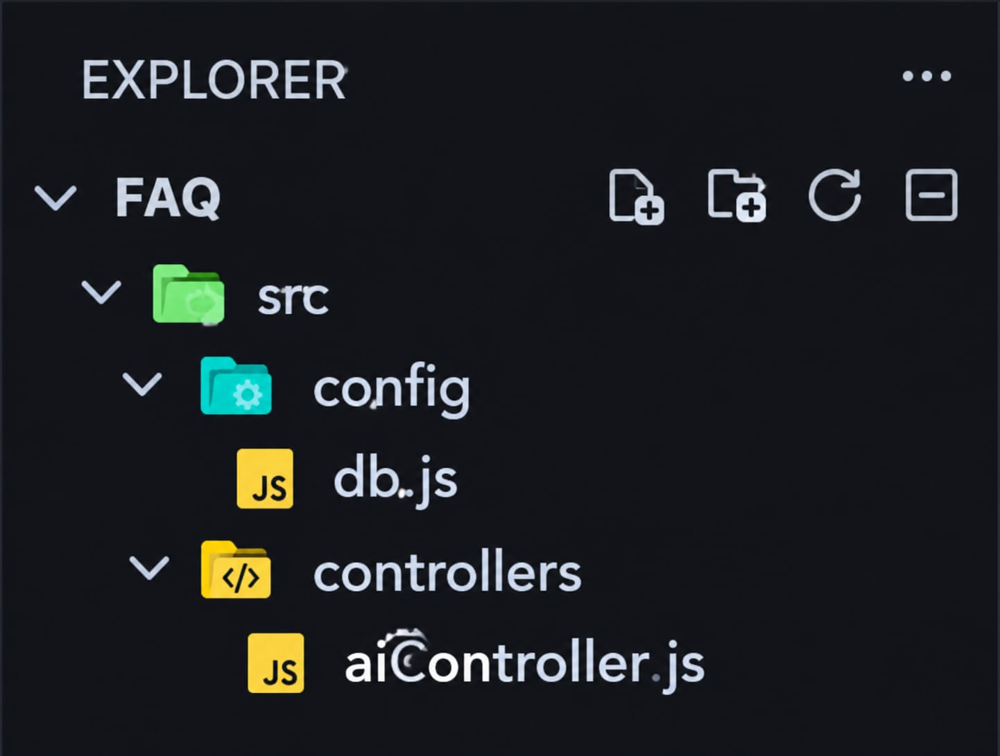 EXPLORER
FAQ
src
config
JS db.js
controllers
JS aiController.js